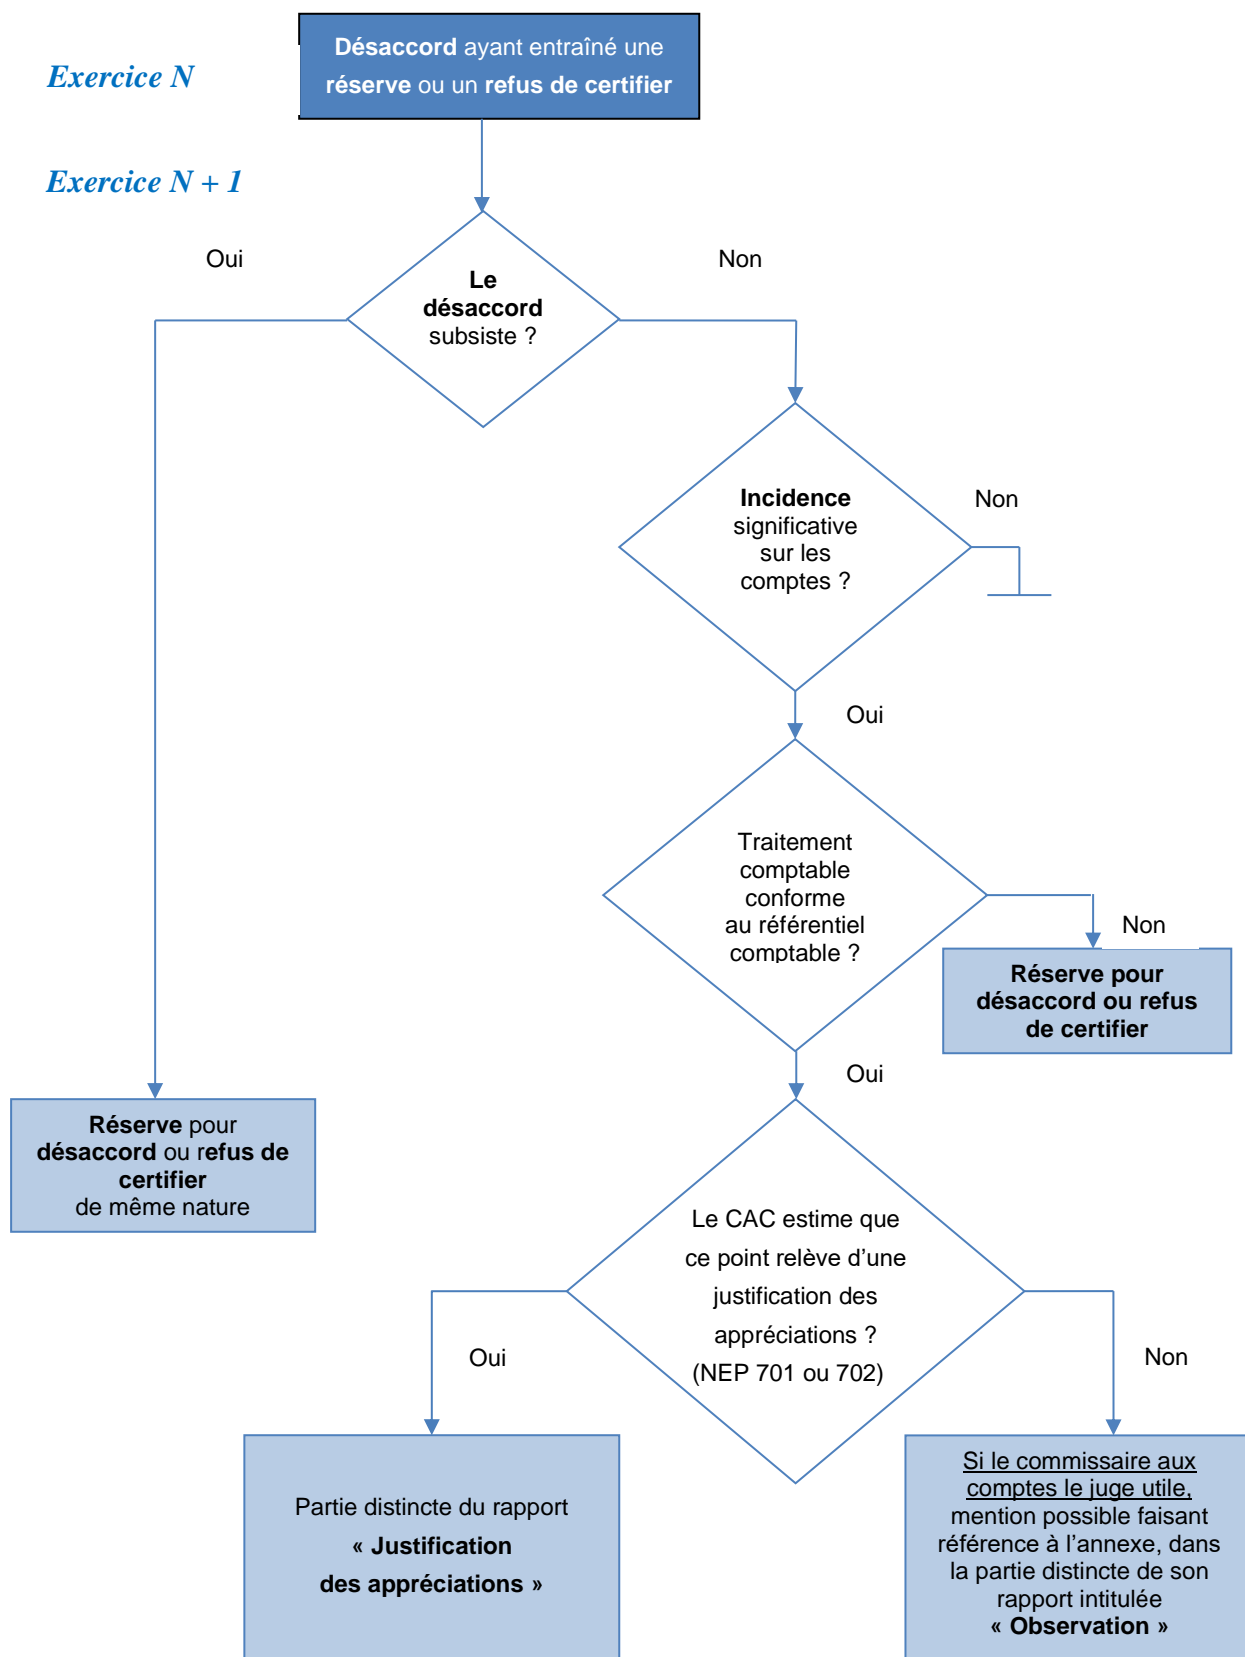 Exercice N
Désaccord ayant entraîné une
réserve ou un refus de certifier
Exercice N + 1
Oui
Non
Le
désaccord
subsiste ?
Incidence
significative
sur les
comptes ?
Non
Oui
Traitement
comptable
conforme
au référentiel
comptable ?
Non
Réserve pour
désaccord ou refus
de certifier
Oui
Réserve pour
désaccord ou refus de
certifier
de même nature
Le CAC estime que
ce point relève d’une
justification des
appréciations ?
(NEP 701 ou 702)
Oui
Non
Partie distincte du rapport
« Justification
des appréciations »
Si le commissaire aux
comptes le juge utile,
mention possible faisant
référence à l’annexe, dans
la partie distincte de son
rapport intitulée
« Observation »